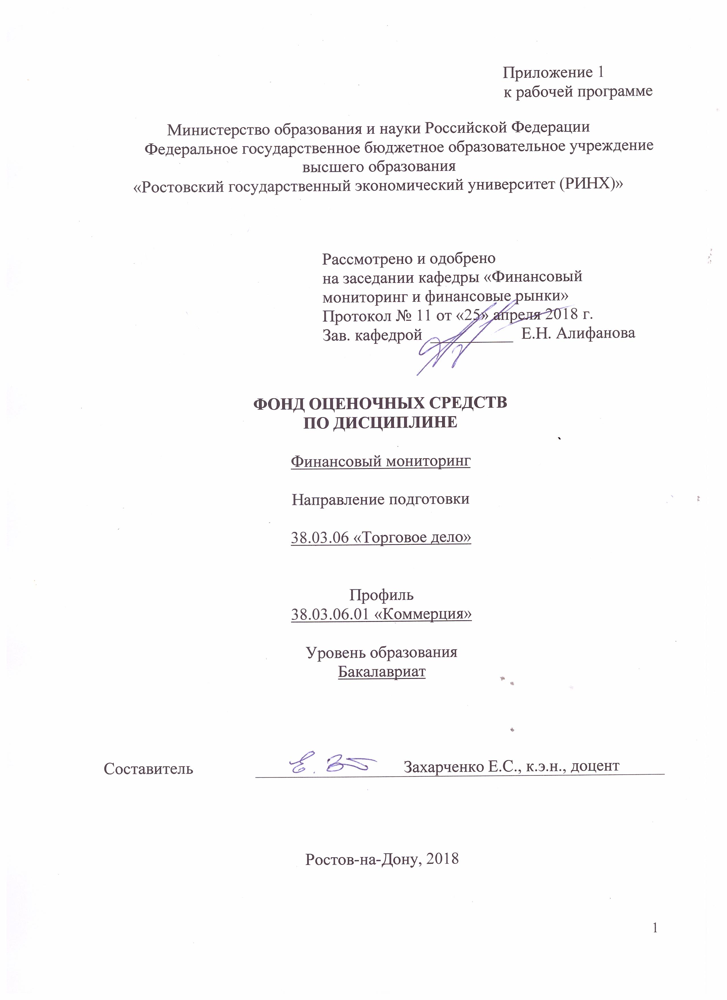 Приложение 1
к рабочей программе
Министерство образования и науки Российской Федерации
Федеральное государственное бюджетное образовательное учреждение
высшего образования
«Ростовский государственный экономический университет (РИНХ)»
Рассмотрено и одобрено
на заседании кафедры «Финансовый
мониторинг и финансовые рынки»
Протокол № 11 от «25» апреля 2018 г.
Зав. кафедрой __________ Е.Н. Алифанова
ФОНД ОЦЕНОЧНЫХ СРЕДСТВ
ПО ДИСЦИПЛИНЕ
Финансовый мониторинг
Направление подготовки
38.03.06 «Торговое дело»
Профиль
38.03.06.01 «Коммерция»
Уровень образования
Бакалавриат
Составитель Захарченко Е.С., к.э.н., доцент
Ростов-на-Дону, 2018
1